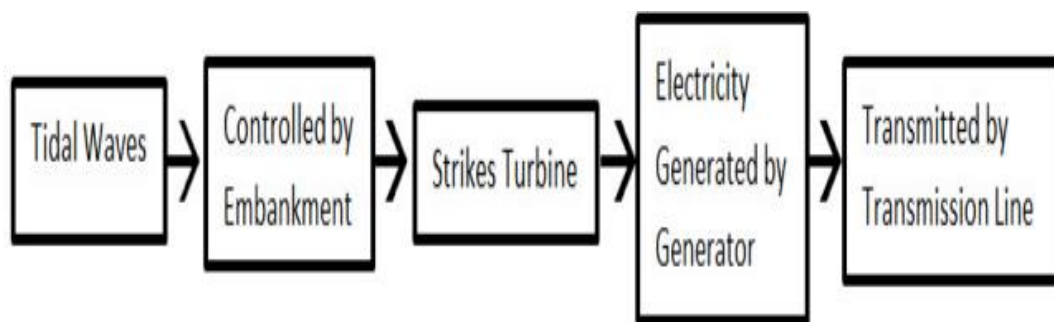 Tidal Waves
Controlled by
Embankment
Strikes Turbine
Electricity
Generated by
Generator
Transmitted by
Transmission Line